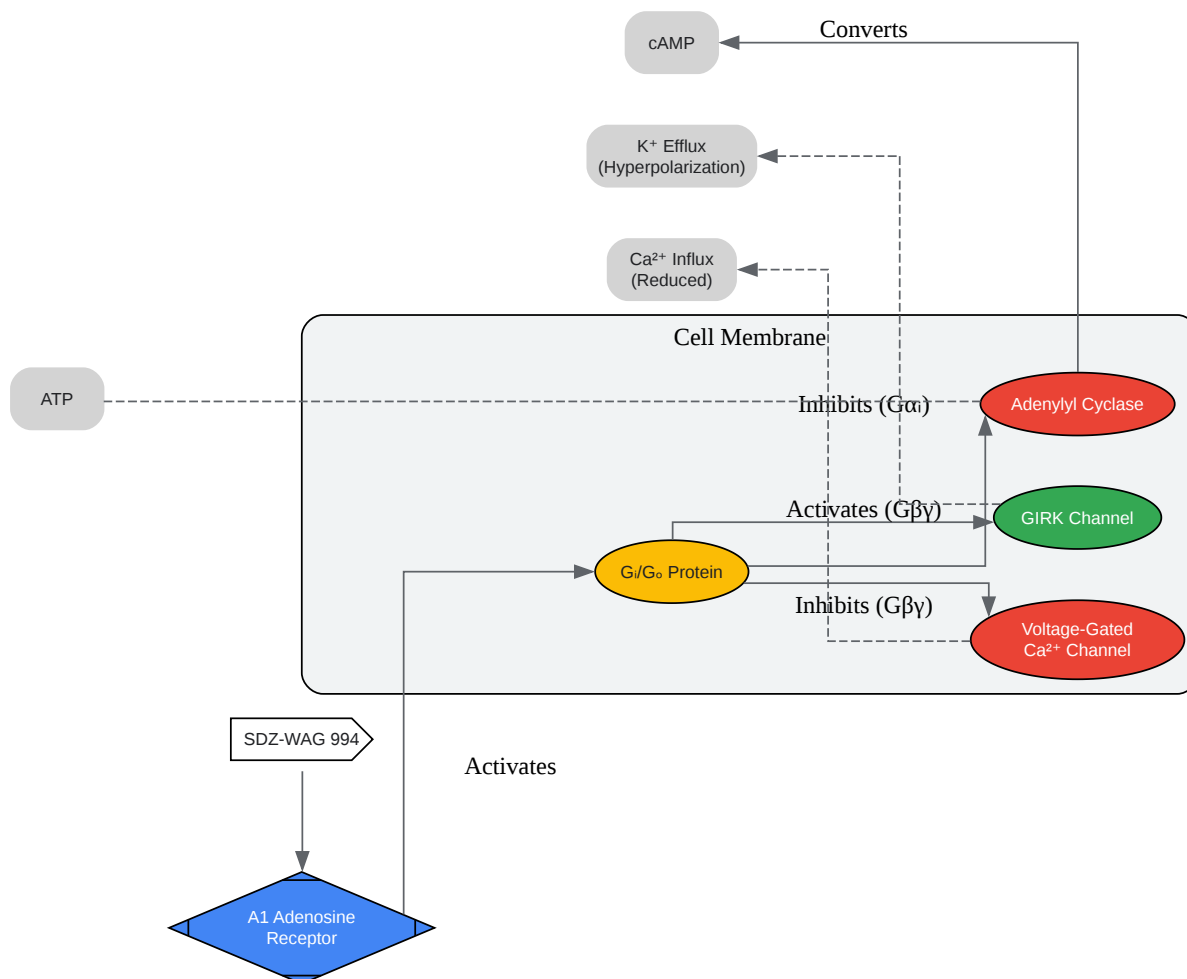 Converts
cAMP
K⁺ Efflux
(Hyperpolarization)
Ca²⁺ Influx
(Reduced)
Cell Membrane
ATP
Inhibits (Gαᵢ)
Adenylyl Cyclase
Activates (Gβγ)
GIRK Channel
Gᵢ/Gₒ Protein
Inhibits (Gβγ)
Voltage-Gated
Ca²⁺ Channel
SDZ-WAG 994
Activates
A1 Adenosine
Receptor